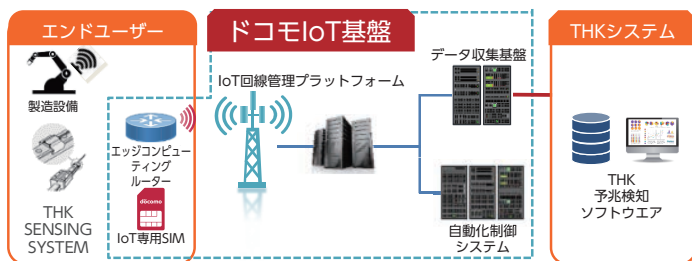 エンドユーザー
製造設備
THK
SENSING
SYSTEM
エッジコンピュー
ティング
ルーター
döcomo
IoT専用SIM
ドコモIoT基盤
IoT回線管理プラットフォーム
データ収集基盤
自動化制御
システム
THKシステム
THK
予兆検知
ソフトウエア